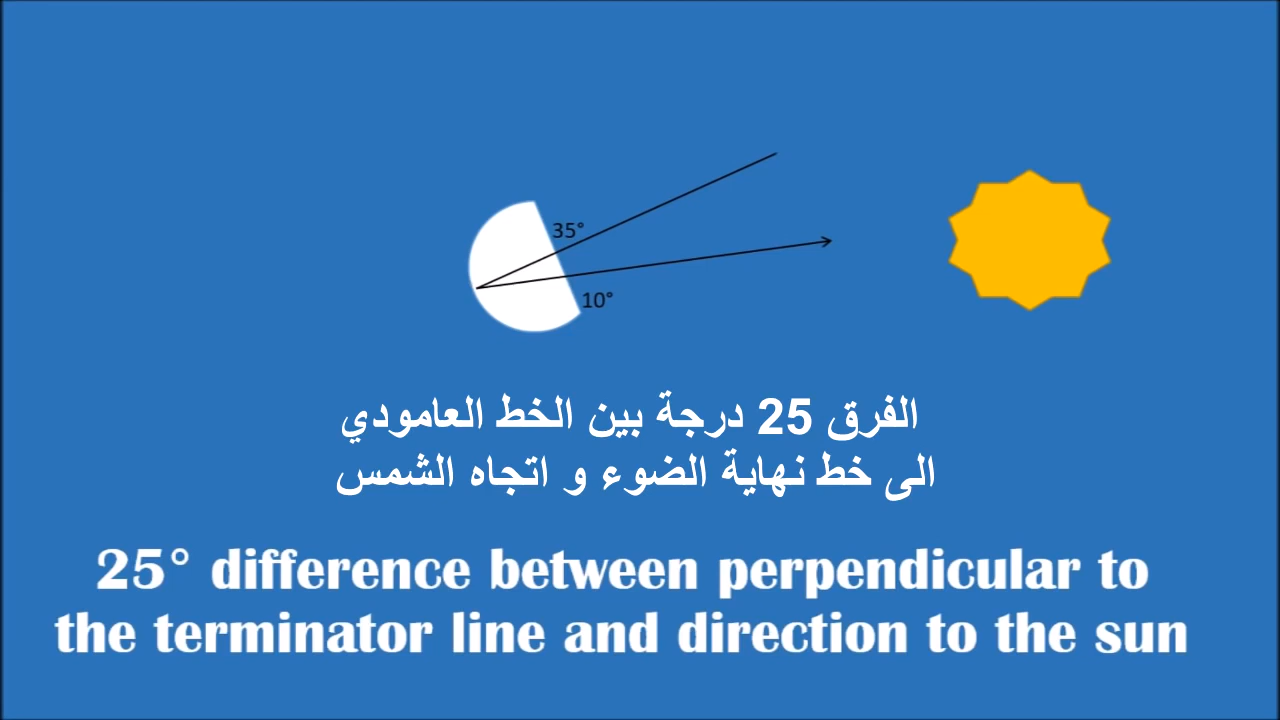 35°
10°
الفرق 25 درجة بين الخط العامودي
الى خط نهاية الضوء و اتجاه الشمس
25° difference between perpendicular to
the terminator line and direction to the sun